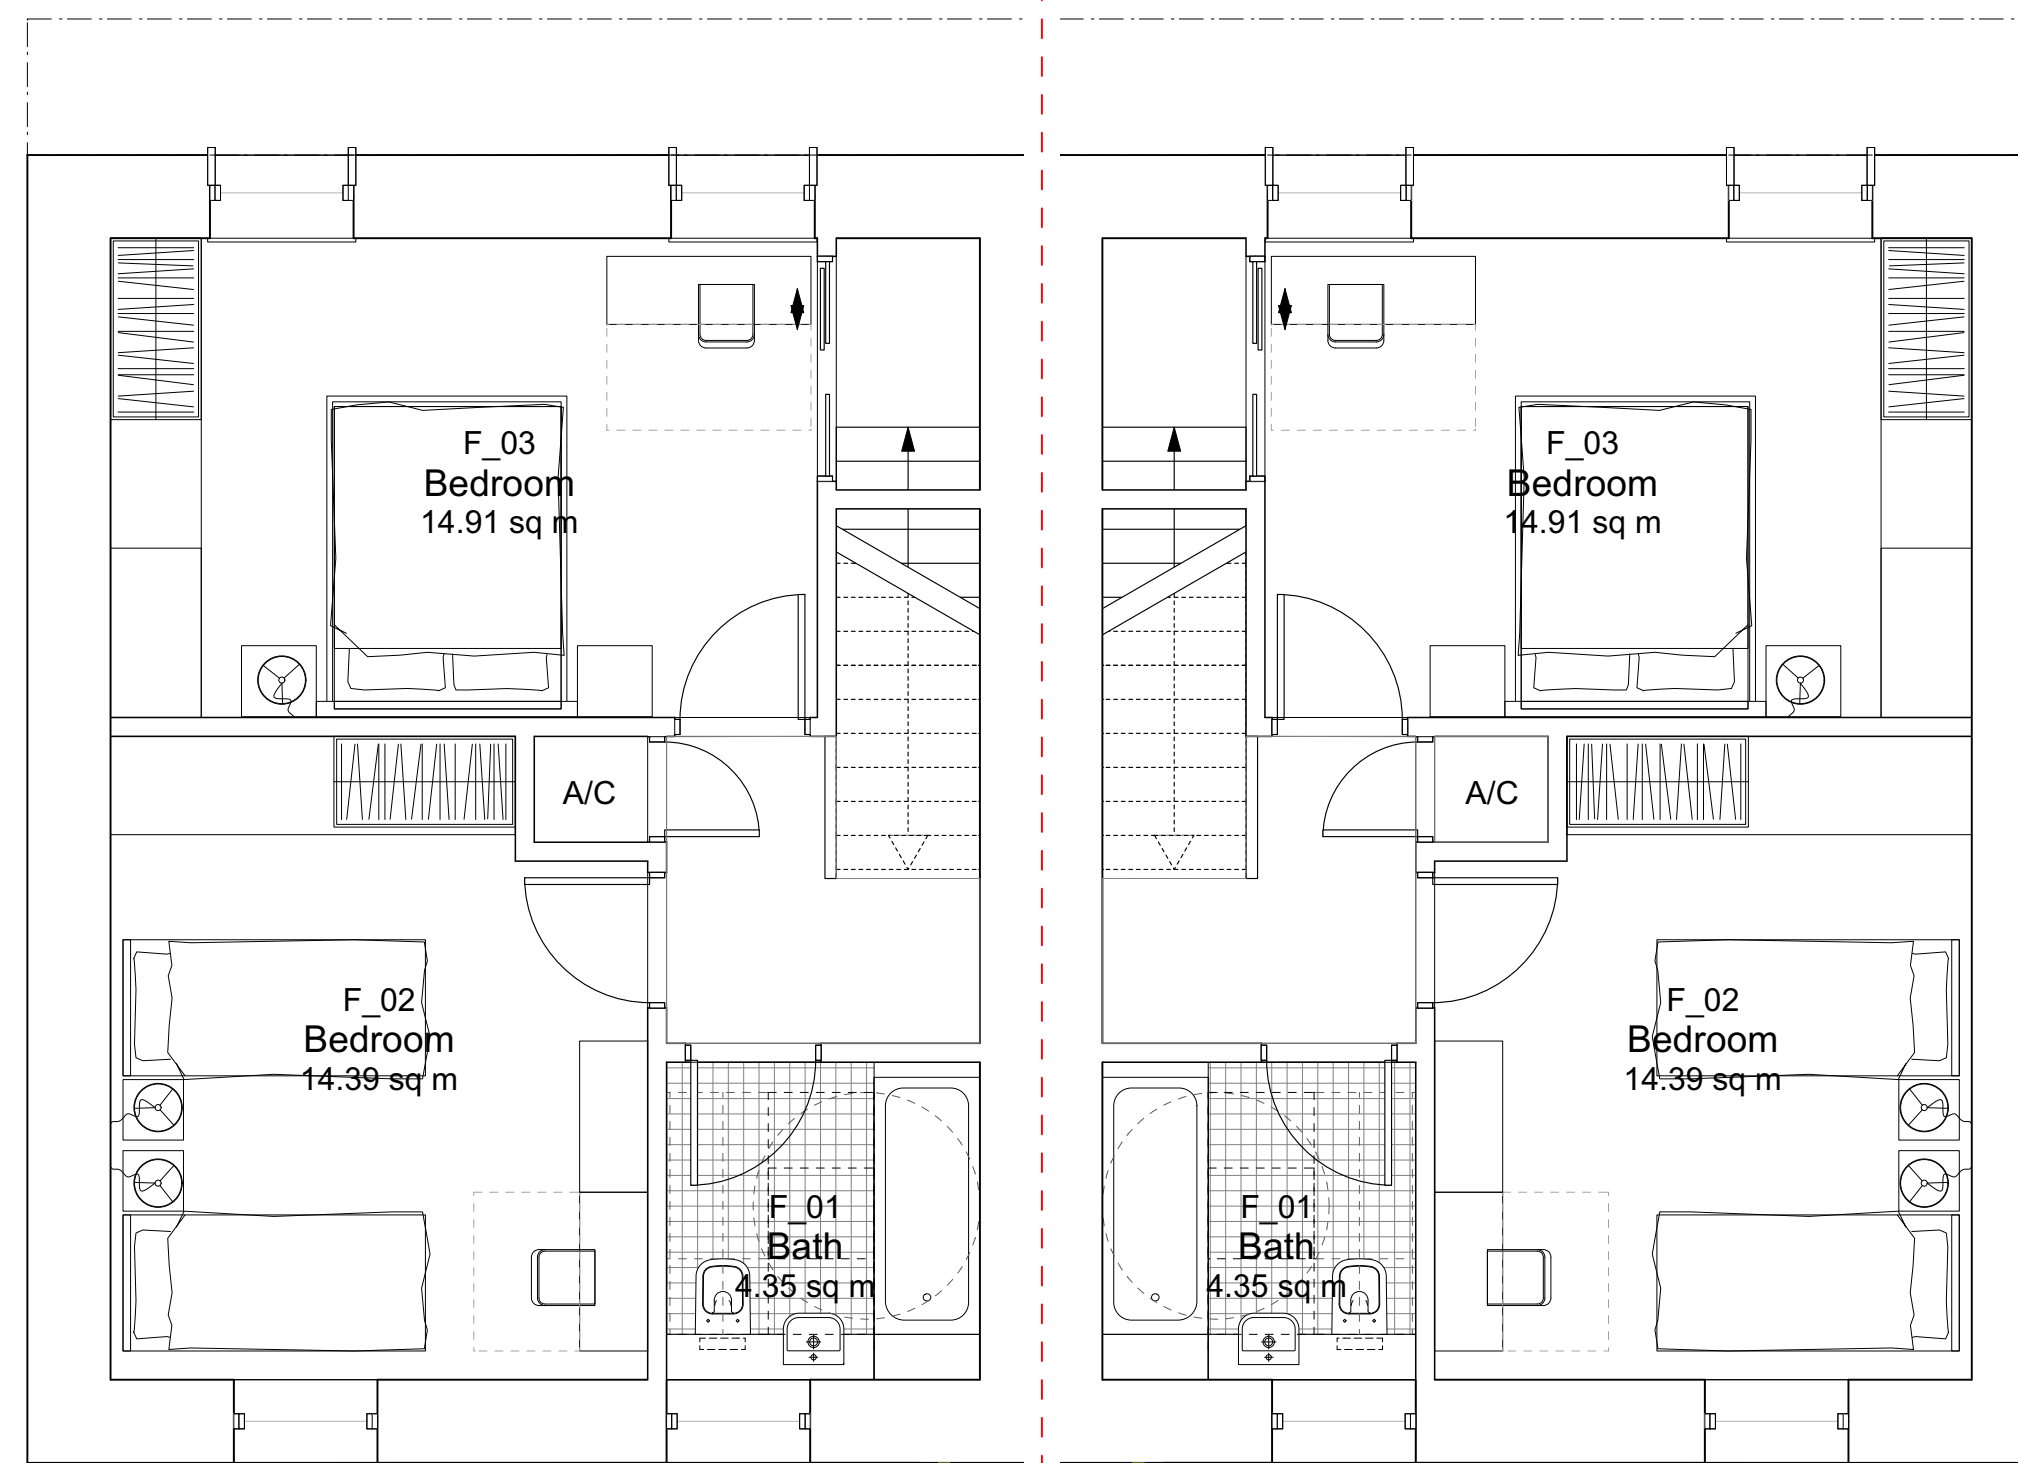 F_03
Bedroom
14.91 sq m
F_03
Bedroom
14.91 sq m
A/C
A/C
F_02
Bedroom
14.39 sq m
F_02
Bedroom
14.39 sq m
F_01
Bath
4.35 sq m
F_01
Bath
4.35 sq m